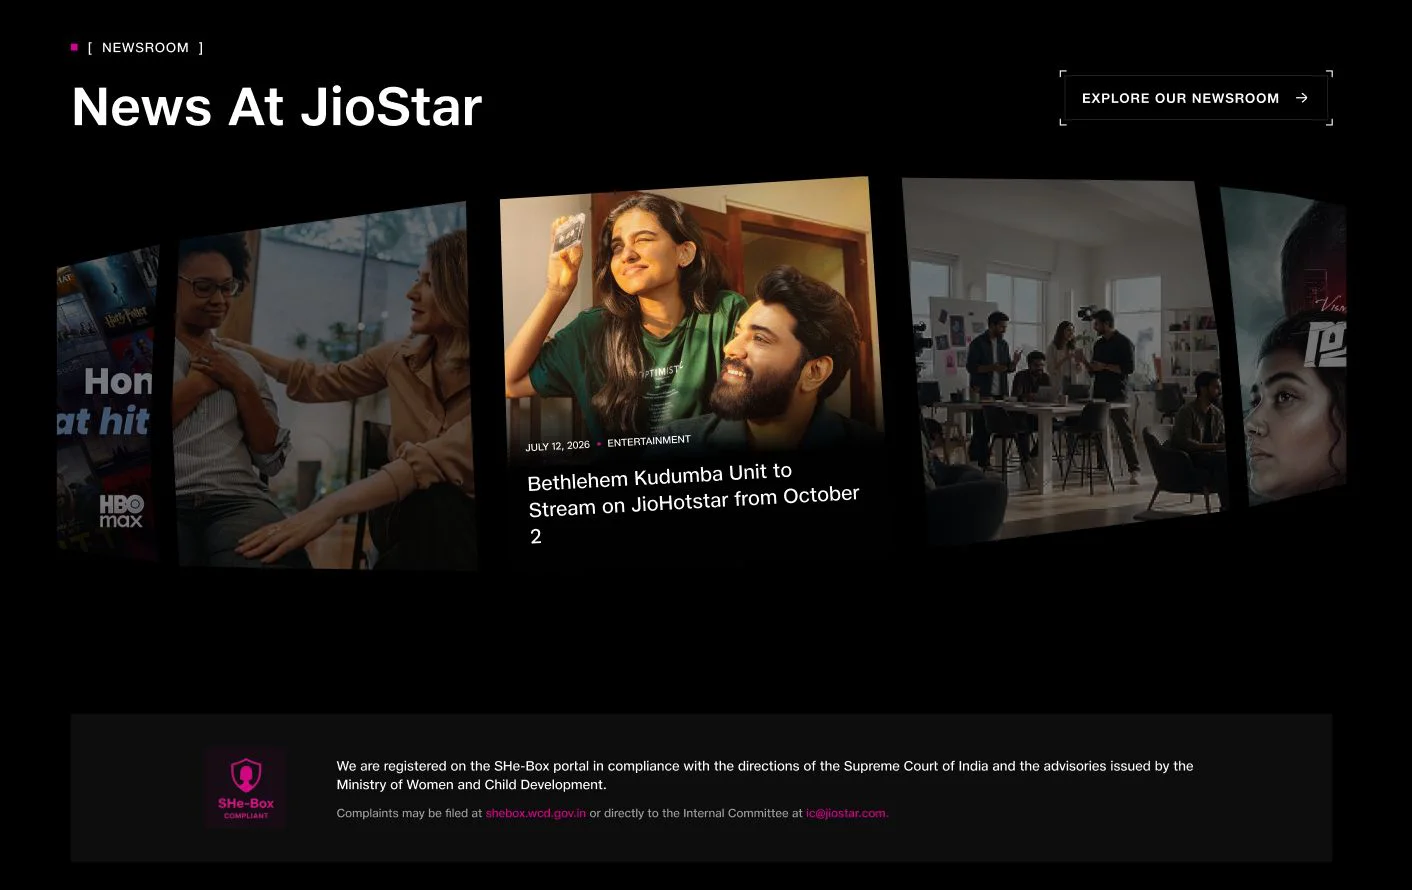 [ NEWSROOM ]
News At JioStar
EXPLORE OUR NEWSROOM →
Harry Potter
Hon
at hit
HBO
max
OPTIMIST
JULY 12, 2026 • ENTERTAINMENT
Bethlehem Kudumba Unit to
Stream on JioHotstar from October
2
SHe-Box
COMPLIANT
We are registered on the SHe-Box portal in compliance with the directions of the Supreme Court of India and the advisories issued by the
Ministry of Women and Child Development.
Complaints may be filed at shebox.wcd.gov.in or directly to the Internal Committee at ic@jiostar.com.